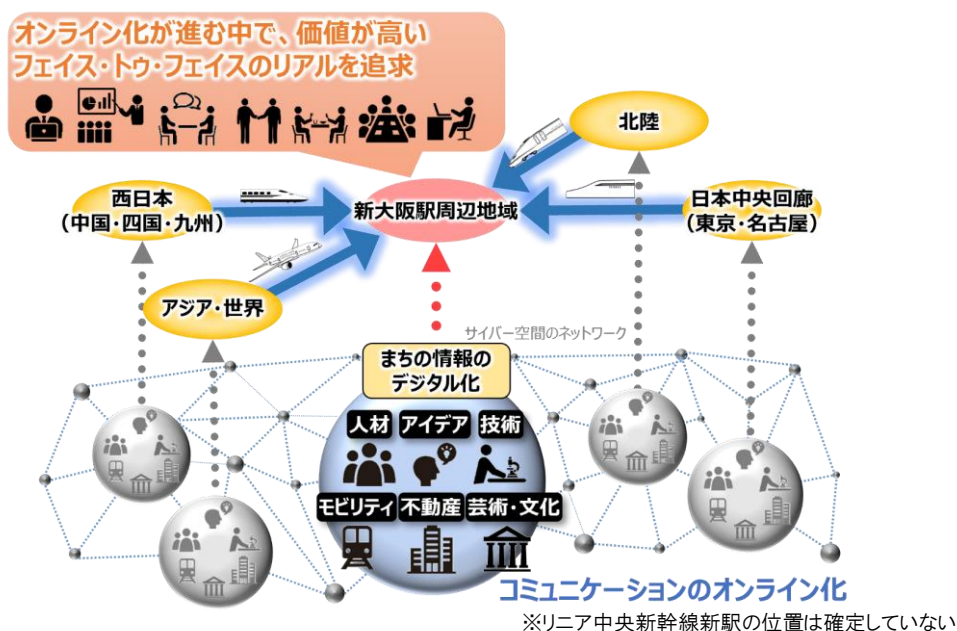 オンライン化が進む中で、価値が高い
フェイス・トゥ・フェイスのリアルを追求
北陸
西日本
（中国・四国・九州）
新大阪駅周辺地域
日本中央回廊
（東京・名古屋）
アジア・世界
サイバー空間のネットワーク
まちの情報の
デジタル化
人材 アイデア 技術
モビリティ 不動産 芸術・文化
コミュニケーションのオンライン化
※リニア中央新幹線新駅の位置は確定していない